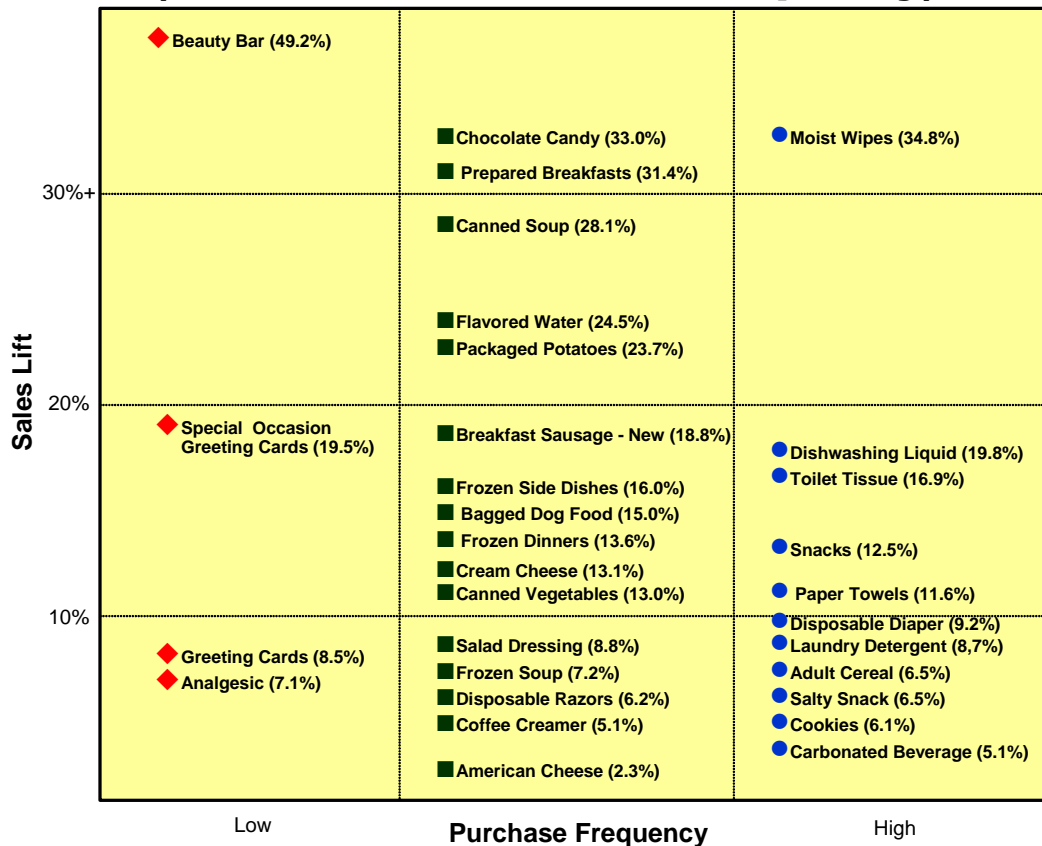 Beauty Bar (49.2%)
Chocolate Candy (33.0%)
Moist Wipes (34.8%)
Prepared Breakfasts (31.4%)
30%+
Canned Soup (28.1%)
Flavored Water (24.5%)
Packaged Potatoes (23.7%)
Sales Lift
20%
Special Occasion
Greeting Cards (19.5%)
Breakfast Sausage - New (18.8%)
Dishwashing Liquid (19.8%)
Toilet Tissue (16.9%)
Frozen Side Dishes (16.0%)
Bagged Dog Food (15.0%)
Frozen Dinners (13.6%)
Snacks (12.5%)
Cream Cheese (13.1%)
Canned Vegetables (13.0%)
Paper Towels (11.6%)
10%
Disposable Diaper (9.2%)
Salad Dressing (8.8%)
Laundry Detergent (8,7%)
Greeting Cards (8.5%)
Analgesic (7.1%)
Frozen Soup (7.2%)
Adult Cereal (6.5%)
Disposable Razors (6.2%)
Salty Snack (6.5%)
Coffee Creamer (5.1%)
Cookies (6.1%)
Carbonated Beverage (5.1%)
American Cheese (2.3%)
Low
Purchase Frequency
High